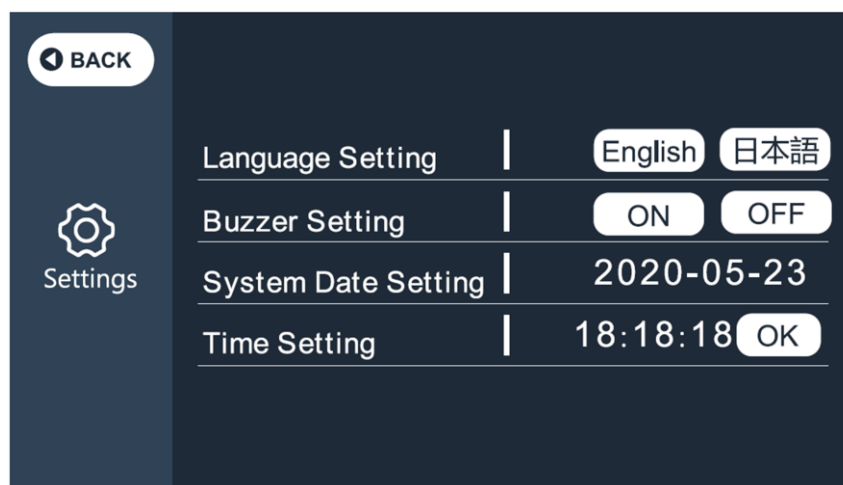 BACK
Language Setting English 日本語
Buzzer Setting ON OFF
Settings
System Date Setting 2020-05-23
Time Setting 18:18:18 OK